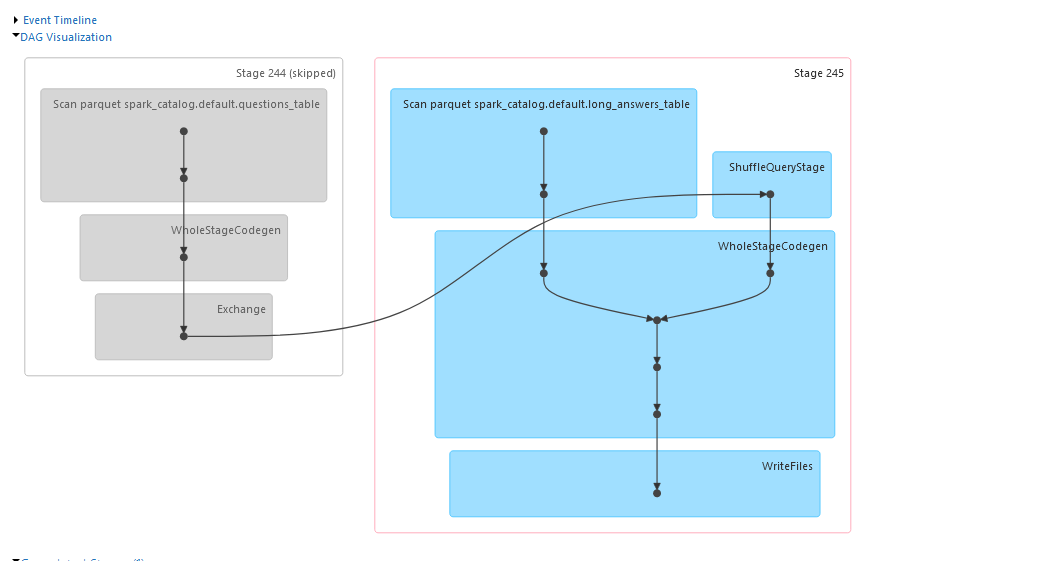 Event Timeline
DAG Visualization
Stage 244 (skipped)
Scan parquet spark_catalog.default.questions_table
WholeStageCodegen
Exchange
Stage 245
Scan parquet spark_catalog.default.long_answers_table
ShuffleQueryStage
WholeStageCodegen
WriteFiles